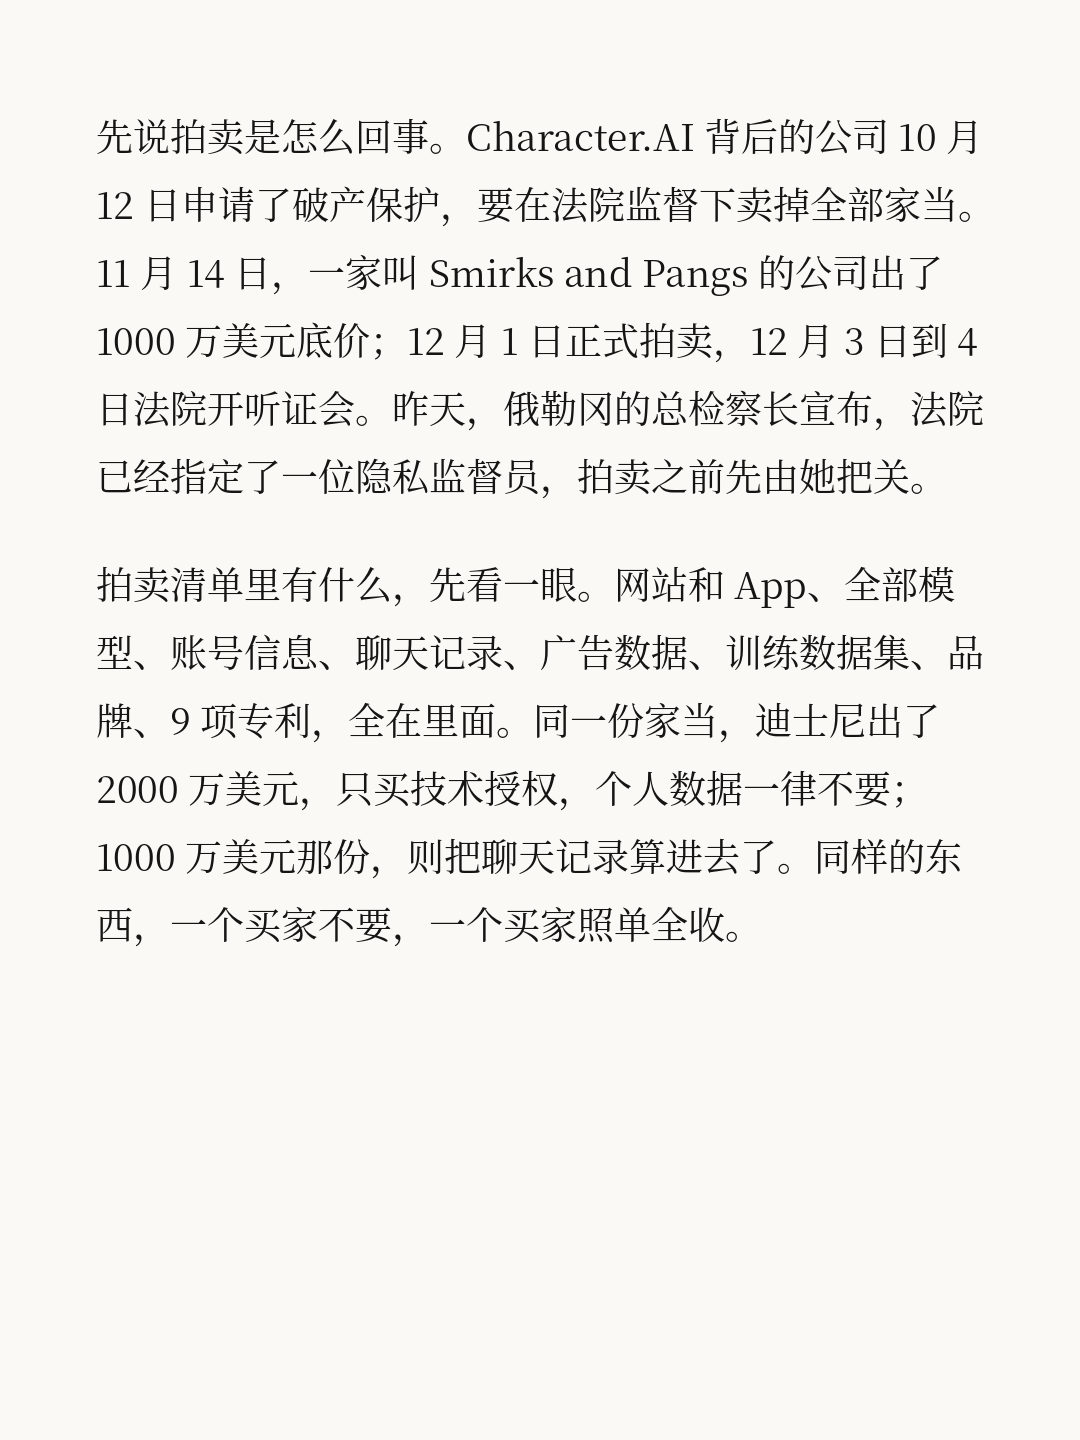 先说拍卖是怎么回事。Character.AI 背后的公司 10 月
12 日申请了破产保护，要在法院监督下卖掉全部家当。
11 月 14 日，一家叫 Smirks and Pangs 的公司出了
1000 万美元底价；12 月 1 日正式拍卖，12 月 3 日到 4
日法院开听证会。昨天，俄勒冈的总检察长宣布，法院
已经指定了一位隐私监督员，拍卖之前先由她把关。
拍卖清单里有什么，先看一眼。网站和 App、全部模
型、账号信息、聊天记录、广告数据、训练数据集、品
牌、9 项专利，全在里面。同一份家当，迪士尼出了
2000 万美元，只买技术授权，个人数据一律不要；
1000 万美元那份，则把聊天记录算进去了。同样的东
西，一个买家不要，一个买家照单全收。